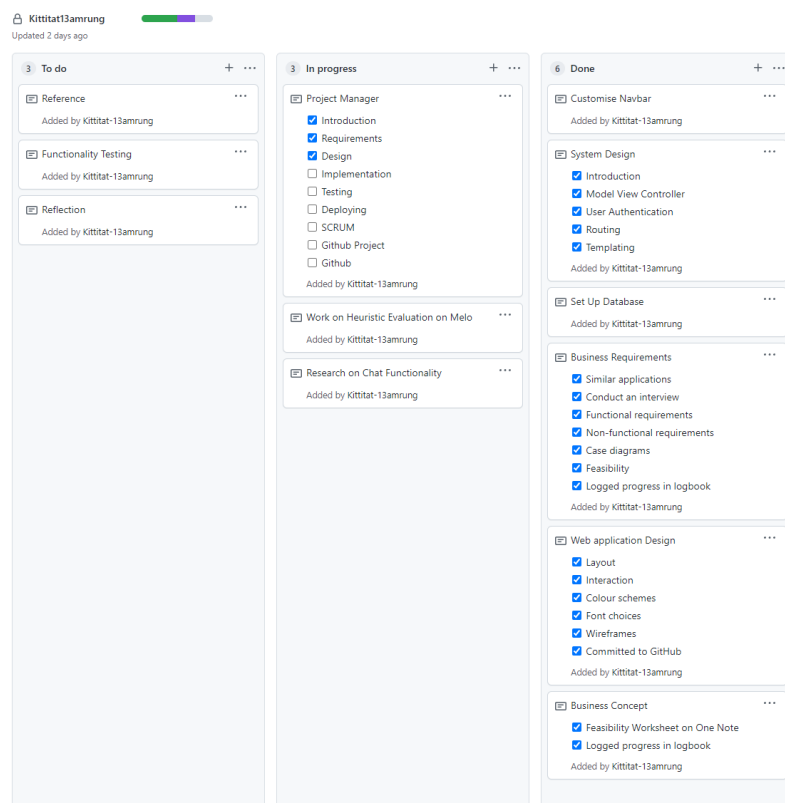 Kittitat13amrung
Updated 2 days ago
3 To do
Reference
Added by Kittitat-13amrung
Functionality Testing
Added by Kittitat-13amrung
Reflection
Added by Kittitat-13amrung
3 In progress
Project Manager
Introduction
Requirements
Design
Implementation
Testing
Deploying
SCRUM
Github Project
Github
Added by Kittitat-13amrung
Work on Heuristic Evaluation on Melo
Added by Kittitat-13amrung
Research on Chat Functionality
Added by Kittitat-13amrung
6 Done
Customise Navbar
Added by Kittitat-13amrung
System Design
Introduction
Model View Controller
User Authentication
Routing
Templating
Added by Kittitat-13amrung
Set Up Database
Added by Kittitat-13amrung
Business Requirements
Similar applications
Conduct an interview
Functional requirements
Non-functional requirements
Case diagrams
Feasibility
Logged progress in logbook
Added by Kittitat-13amrung
Web application Design
Layout
Interaction
Colour schemes
Font choices
Wireframes
Committed to GitHub
Added by Kittitat-13amrung
Business Concept
Feasibility Worksheet on One Note
Logged progress in logbook
Added by Kittitat-13amrung